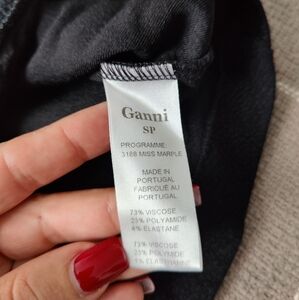 Ganni
SP
PROGRAMME:
3188 MISS MARPLE
MADE IN
PORTUGAL
FABRIQUÉ AU
PORTUGAL
73% VISCOSE
23% POLYAMIDE
4% ELASTANE
73% VISCOSE